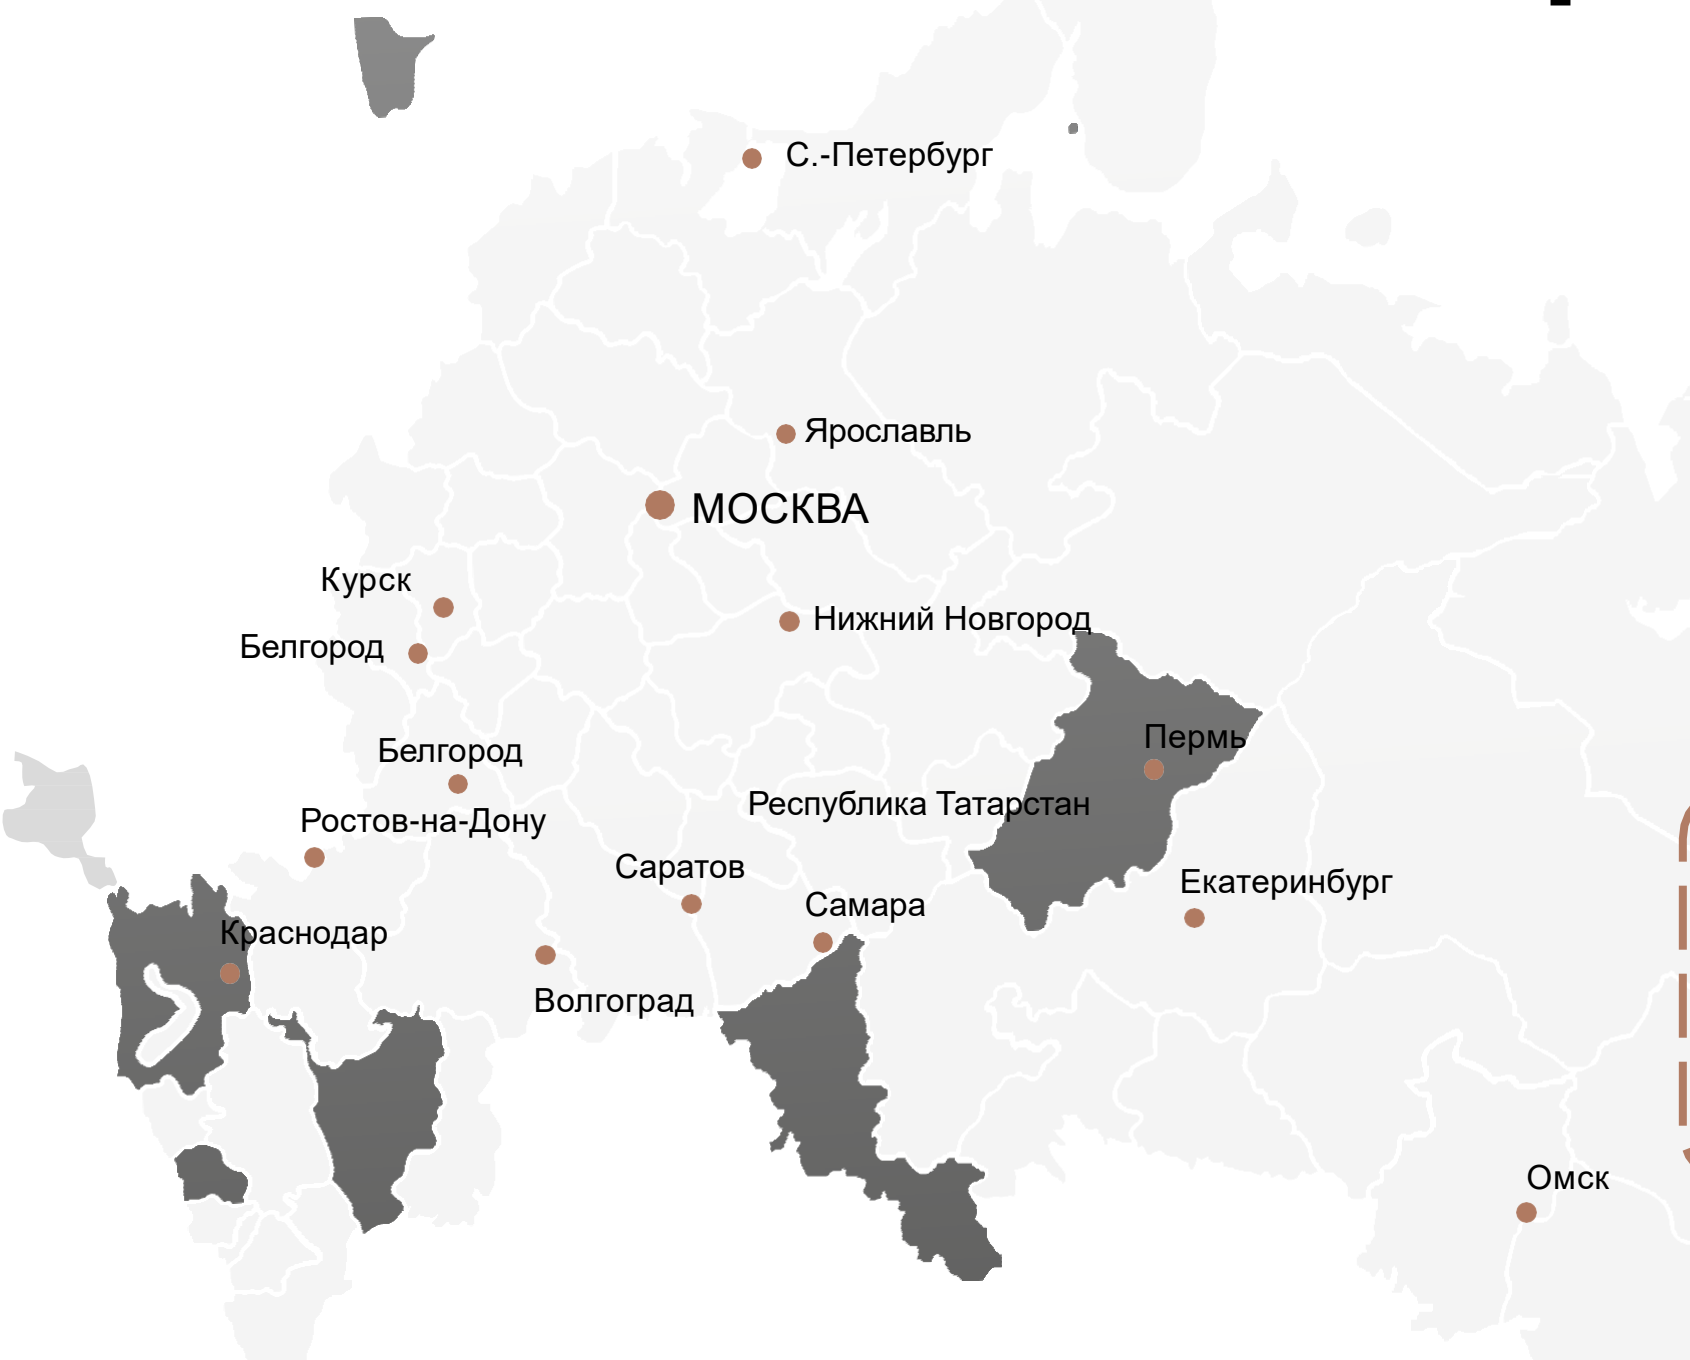 С.-Петербург
Ярославль
МОСКВА
Курск
Нижний Новгород
Белгород
Пермь
Белгород
Республика Татарстан
Ростов-на-Дону
Саратов
Екатеринбург
Самара
Краснодар
Волгоград
Омск